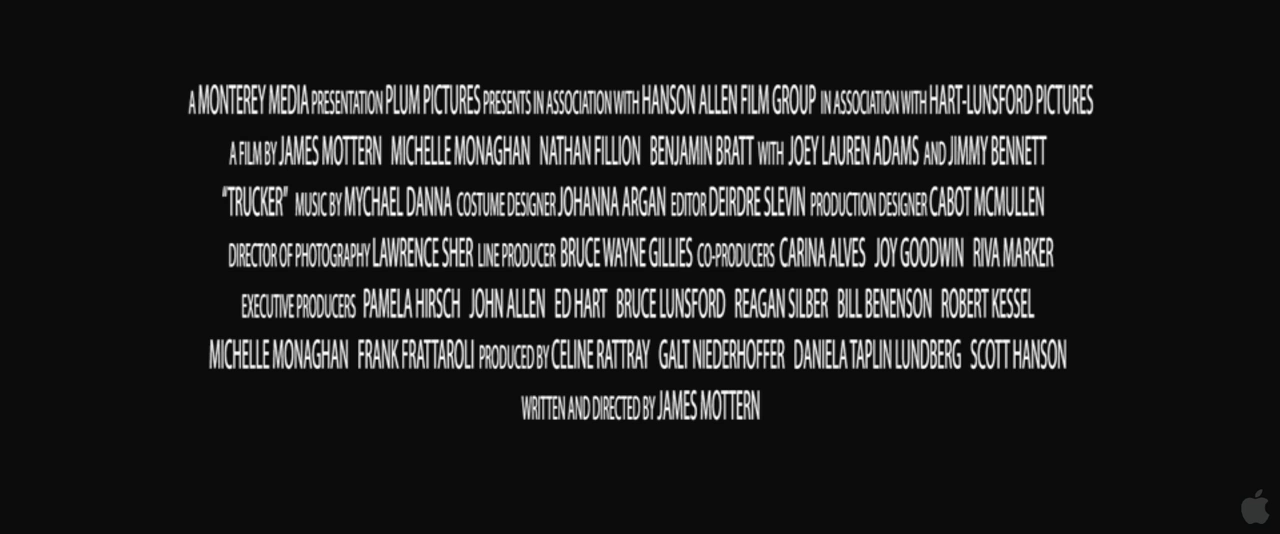 A MONTEREY MEDIA PRESENTATION PLUM PICTURES PRESENTS IN ASSOCIATION WITH HANSON ALLEN FILM GROUP IN ASSOCIATION WITH HART-LUNSFORD PICTURES
A FILM BY JAMES MOTTERN MICHELLE MONAGHAN NATHAN FILLION BENJAMIN BRATT WITH JOEY LAUREN ADAMS AND JIMMY BENNETT
“TRUCKER” MUSIC BY MYCHAEL DANNA COSTUME DESIGNER JOHANNA ARGAN EDITOR DEIRDRE SLEVIN PRODUCTION DESIGNER CABOT MCMULLEN
DIRECTOR OF PHOTOGRAPHY LAWRENCE SHER LINE PRODUCER BRUCE WAYNE GILLIES CO-PRODUCERS CARINA ALVES JOY GOODWIN RIVA MARKER
EXECUTIVE PRODUCERS PAMELA HIRSCH JOHN ALLEN ED HART BRUCE LUNSFORD REAGAN SILBER BILL BENENSON ROBERT KESSEL
MICHELLE MONAGHAN FRANK FRATTAROLI PRODUCED BY CELINE RATTRAY GALT NIEDERHOFFER DANIELA TAPLIN LUNDBERG SCOTT HANSON
WRITTEN AND DIRECTED BY JAMES MOTTERN